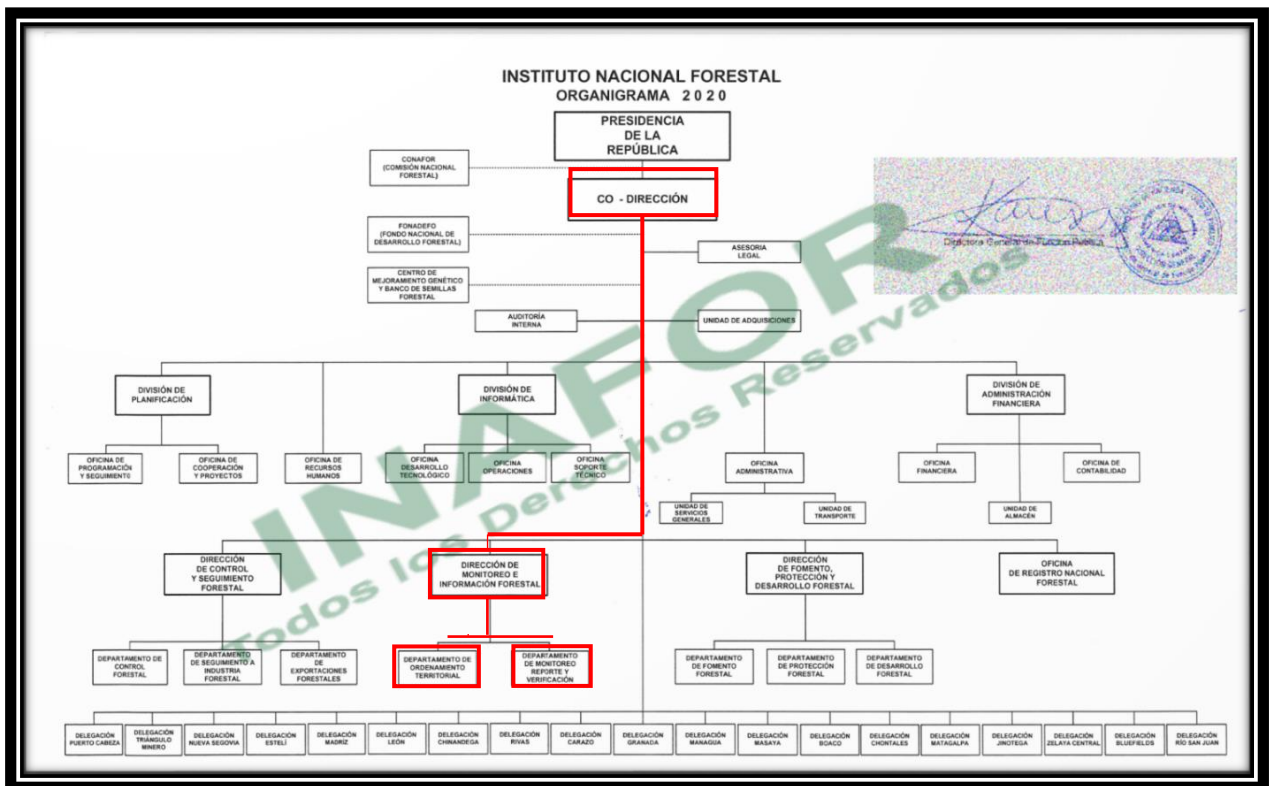 INSTITUTO NACIONAL FORESTAL
ORGANIGRAMA 2020
PRESIDENCIA
DE LA
REPÚBLICA
CONAFOR
(COMISIÓN NACIONAL
FORESTAL)
CO - DIRECCIÓN
FONADEFO
(FONDO NACIONAL DE
DESARROLLO FORESTAL)
ASESORIA
LEGAL
Directora General de Función Pública
CENTRO DE
MEJORAMIENTO GENÉTICO
Y BANCO DE SEMILLAS
FORESTAL
AUDITORÍA
INTERNA
UNIDAD DE ADQUISICIONES
INAFOR
Todos los Derechos Reservados
DIVISIÓN DE
PLANIFICACIÓN
DIVISIÓN DE
INFORMÁTICA
DIVISIÓN DE
ADMINISTRACIÓN
FINANCIERA
OFICINA DE
PROGRAMACIÓN
Y SEGUIMIENTO
OFICINA DE
COOPERACIÓN
Y PROYECTOS
OFICINA DE
RECURSOS
HUMANOS
OFICINA
DESARROLLO
TECNOLÓGICO
OFICINA
OPERACIONES
OFICINA
SOPORTE
TÉCNICO
OFICINA
ADMINISTRATIVA
OFICINA
FINANCIERA
OFICINA DE
CONTABILIDAD
UNIDAD DE
SERVICIOS
GENERALES
UNIDAD DE
TRANSPORTE
UNIDAD DE
ALMACÉN
DIRECCIÓN
DE CONTROL
Y SEGUIMIENTO
FORESTAL
DIRECCIÓN DE
MONITOREO E
INFORMACIÓN FORESTAL
DIRECCIÓN
DE FOMENTO,
PROTECCIÓN Y
DESARROLLO FORESTAL
OFICINA
DE REGISTRO NACIONAL
FORESTAL
DEPARTAMENTO DE
CONTROL
FORESTAL
DEPARTAMENTO
DE SEGUIMIENTO A
INDUSTRIA
FORESTAL
DEPARTAMENTO
DE
EXPORTACIONES
FORESTALES
DEPARTAMENTO DE
ORDENAMIENTO
TERRITORIAL
DEPARTAMENTO
DE MONITOREO
REPORTE Y
VERIFICACIÓN
DEPARTAMENTO
DE FOMENTO
FORESTAL
DEPARTAMENTO
DE PROTECCIÓN
FORESTAL
DEPARTAMENTO
DE DESARROLLO
FORESTAL
DELEGACIÓN
PUERTO CABEZA
DELEGACIÓN
TRIÁNGULO
MINERO
DELEGACIÓN
NUEVA SEGOVIA
DELEGACIÓN
ESTELÍ
DELEGACIÓN
MADRÍZ
DELEGACIÓN
LEÓN
DELEGACIÓN
CHINANDEGA
DELEGACIÓN
RIVAS
DELEGACIÓN
CARAZO
DELEGACIÓN
GRANADA
DELEGACIÓN
MANAGUA
DELEGACIÓN
MASAYA
DELEGACIÓN
BOACO
DELEGACIÓN
CHONTALES
DELEGACIÓN
MATAGALPA
DELEGACIÓN
JINOTEGA
DELEGACIÓN
ZELAYA CENTRAL
DELEGACIÓN
BLUEFIELDS
DELEGACIÓN
RÍO SAN JUAN